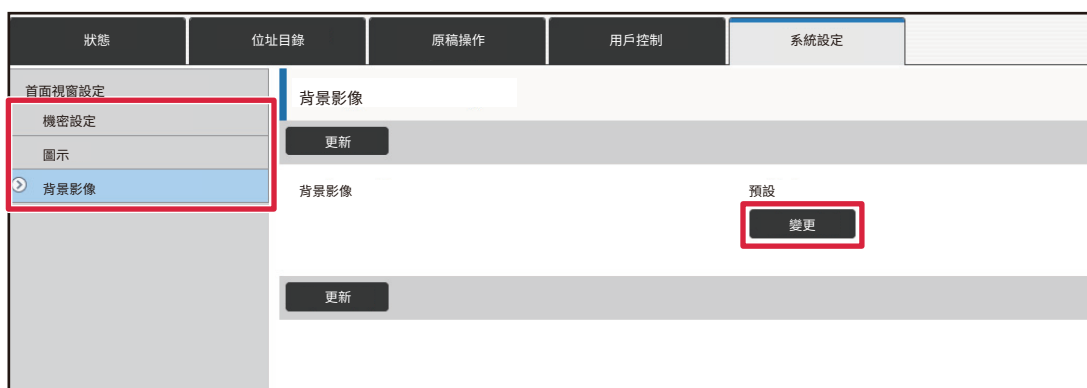 狀態 位址目錄 原稿操作 用戶控制 系統設定
首面視窗設定
機密設定
圖示
背景影像
背景影像
更新
背景影像 預設
變更
更新